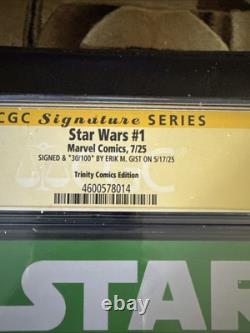 CGC Signature SERIES
Star Wars #1
Marvel Comics, 7/25
SIGNED & "30/100" BY ERIK M. GIST ON 5/17/25
Trinity Comics Edition
4600578014
STAR